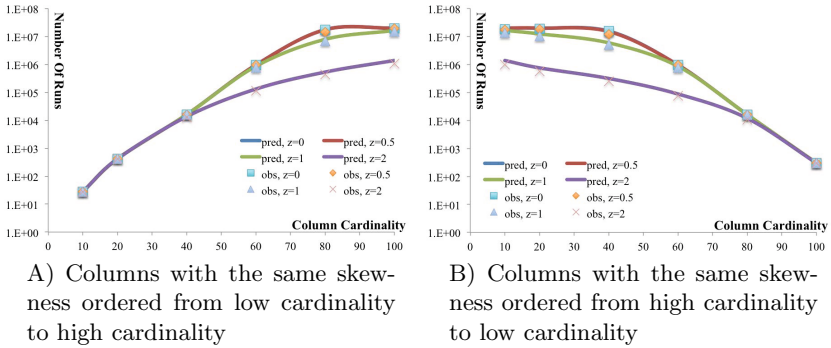 1.E+08
1.E+07
1.E+06
1.E+05
1.E+04
1.E+03
1.E+02
1.E+01
1.E+00
Number Of Runs
pred, z=0
pred, z=0.5
pred, z=1
pred, z=2
obs, z=0
obs, z=0.5
obs, z=1
obs, z=2
Column Cardinality
0 10 20 30 40 50 60 70 80 90 100
A) Columns with the same skew-
ness ordered from low cardinality
to high cardinality
1.E+08
1.E+07
1.E+06
1.E+05
1.E+04
1.E+03
1.E+02
1.E+01
1.E+00
Number Of Runs
pred, z=0
pred, z=0.5
pred, z=1
pred, z=2
obs, z=0
obs, z=0.5
obs, z=1
obs, z=2
Column Cardinality
0 10 20 30 40 50 60 70 80 90 100
B) Columns with the same skew-
ness ordered from high cardinality
to low cardinality